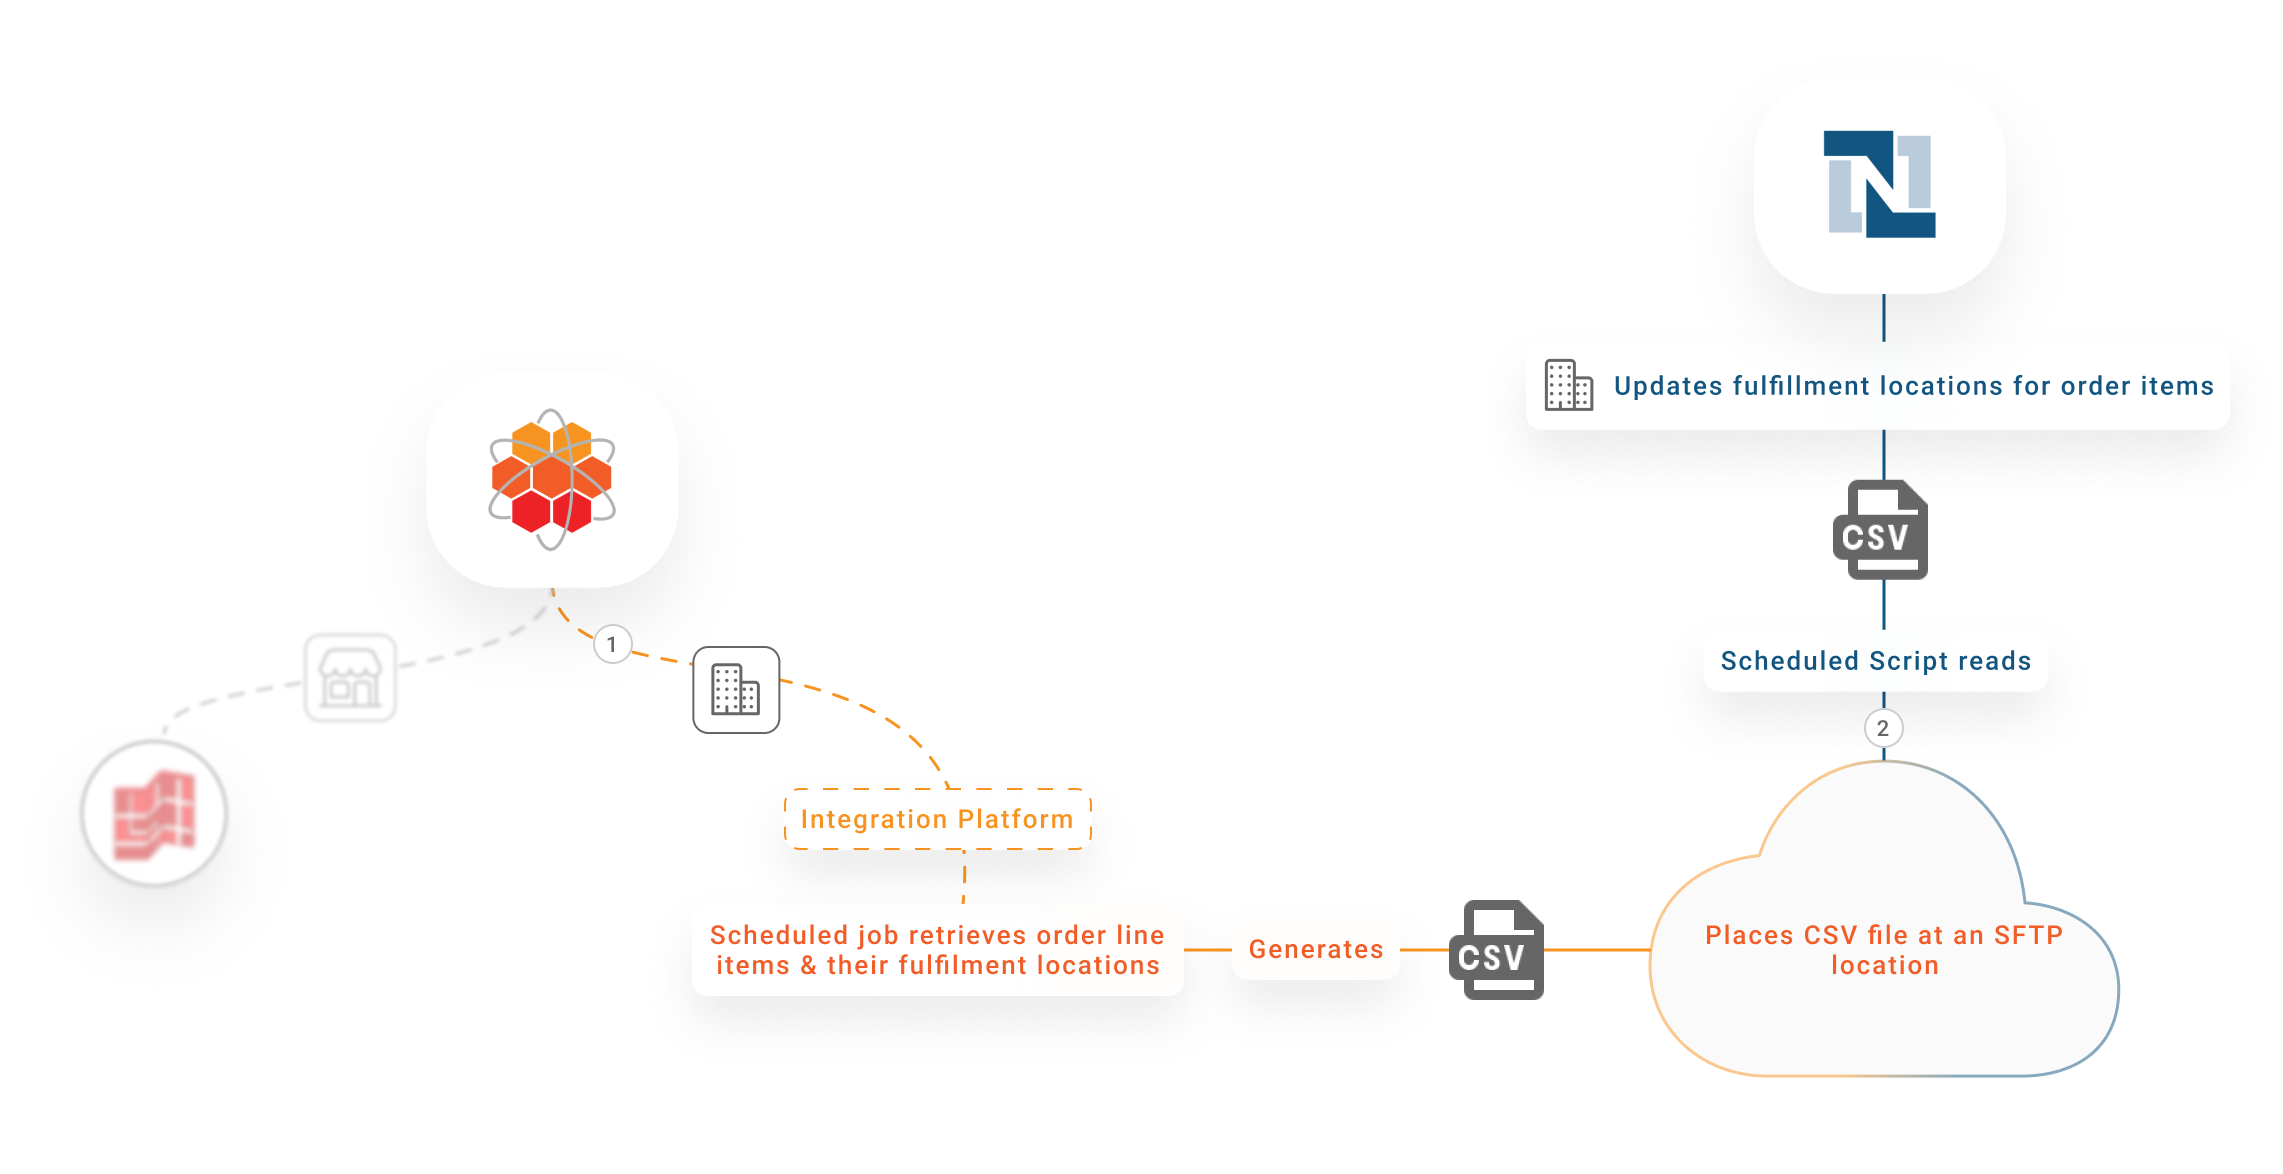 N
Updates fulfillment locations for order items
CSV
1
Scheduled Script reads
2
Integration Platform
Scheduled job retrieves order line
items & their fulfilment locations
Generates
CSV
Places CSV file at an SFTP
location